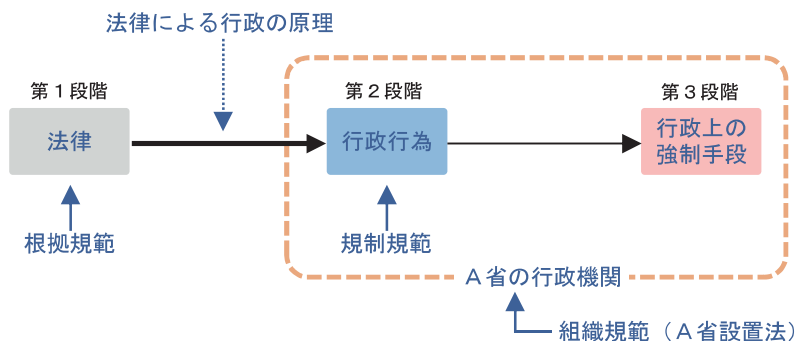 法律による行政の原理
第1段階
第2段階
第3段階
法律
行政行為
行政上の
強制手段
根拠規範
規制規範
A省の行政機関
組織規範（A省設置法）